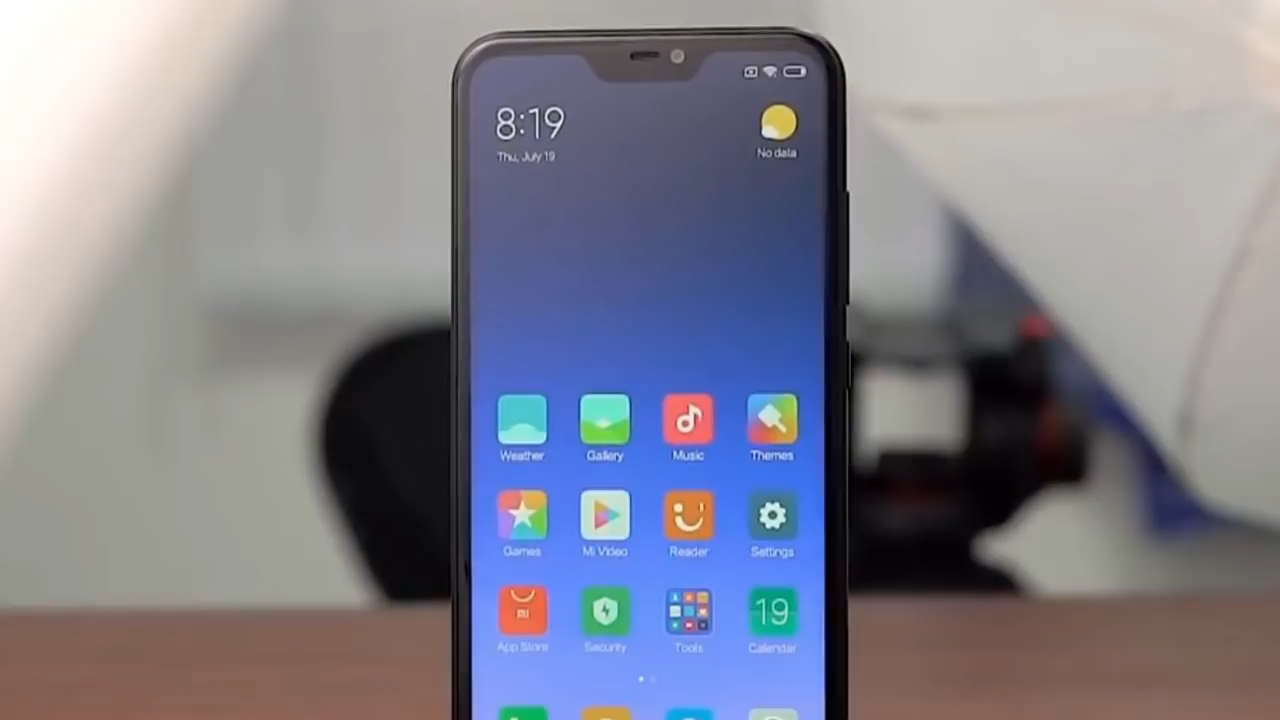 8:19
Thu, July 19
No data
Weather Gallery Music Themes
Games Mi Video Reader Settings
mi 19
App Store Security Tools Calendar